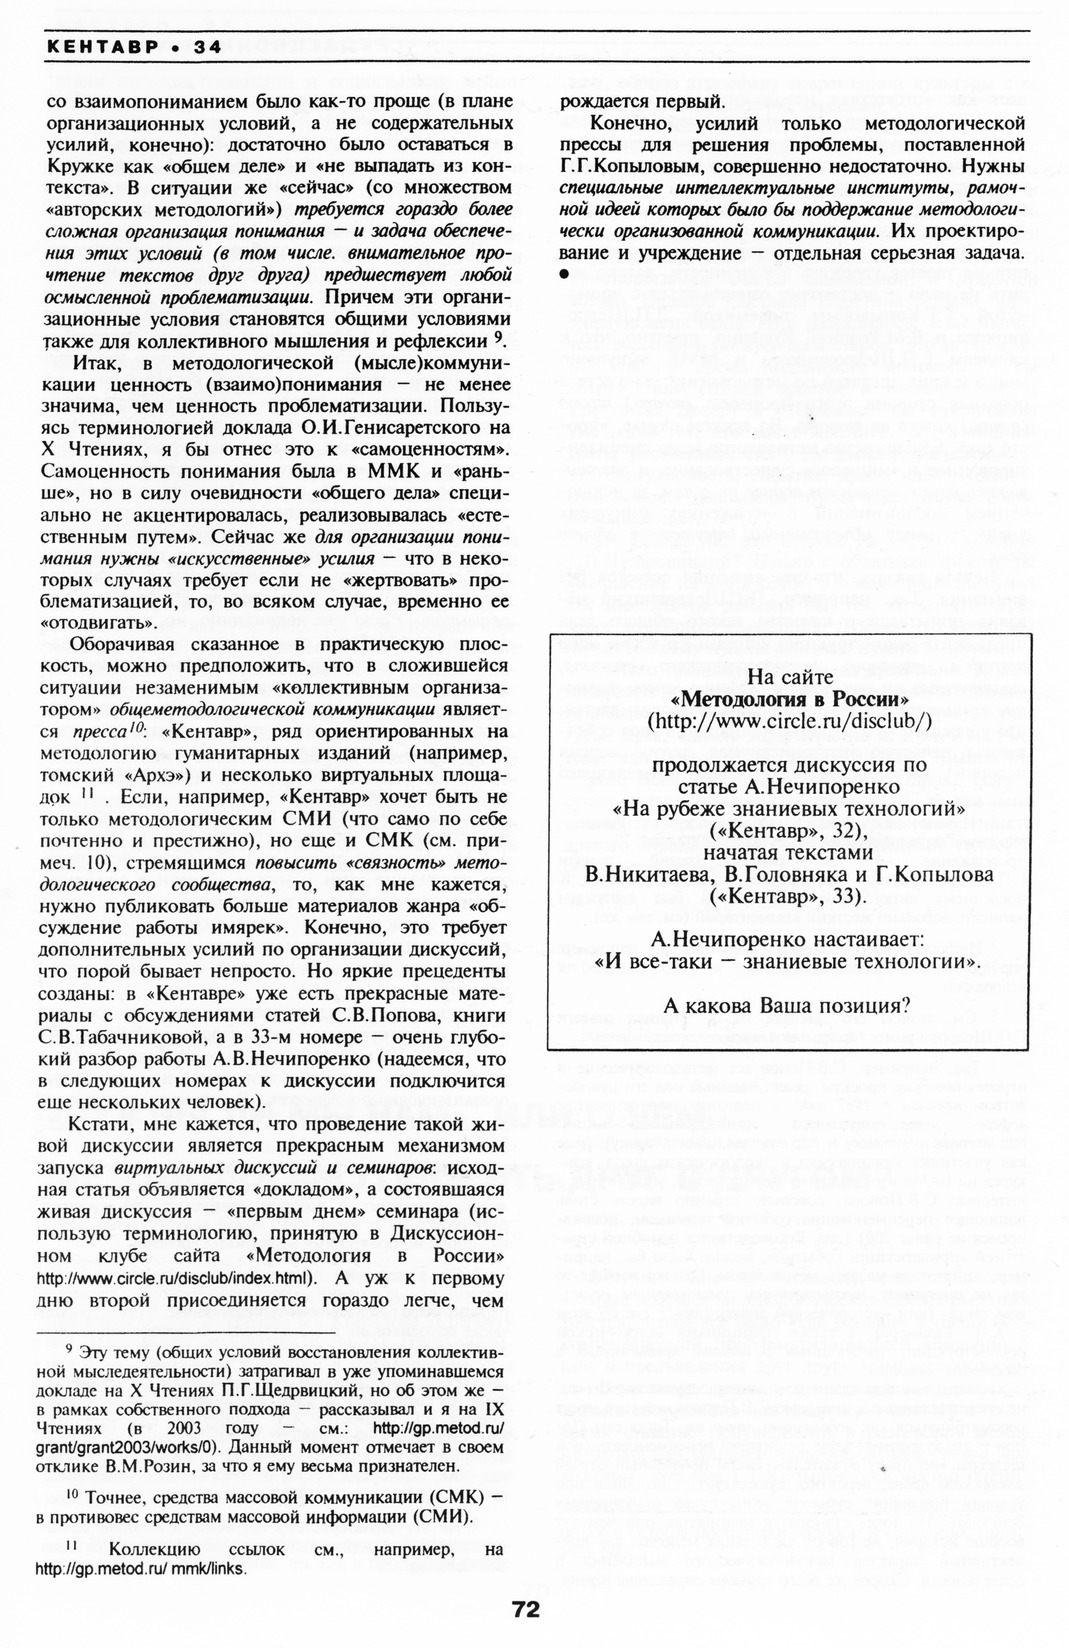 КЕНТАВР • 34
со взаимопониманием было как-то проще (в плане
организационных условий, а не содержательных
усилий, конечно): достаточно было оставаться в
Кружке как «общем деле» и «не выпадать из кон-
текста». В ситуации же «сейчас» (со множеством
«авторских методологий») требуется гораздо более
сложная организация понимания — и задача обеспече-
ния этих условий (в том числе. внимательное про-
чтение текстов друг друга) предшествует любой
осмысленной проблематизации. Причем эти органи-
зационные условия становятся общими условиями
также для коллективного мышления и рефлексии 9.
Итак, в методологической (мысле)коммуни-
кации ценность (взаимо)понимания — не менее
значима, чем ценность проблематизации. Пользу-
ясь терминологией доклада О.И.Генисаретского на
X Чтениях, я бы отнес это к «самоценностям».
Самоценность понимания была в ММК и «рань-
ше», но в силу очевидности «общего дела» специ-
ально не акцентировалась, реализовывалась «есте-
ственным путем». Сейчас же для организации пони-
мания нужны «искусственные» усилия — что в неко-
торых случаях требует если не «жертвовать» про-
блематизацией, то, во всяком случае, временно ее
«отодвигать».
Оборачивая сказанное в практическую плос-
кость, можно предположить, что в сложившейся
ситуации незаменимым «коллективным организа-
тором» общеметодологической коммуникации являет-
ся пресса10: «Кентавр», ряд ориентированных на
методологию гуманитарных изданий (например,
томский «Архэ») и несколько виртуальных площа-
док 11 . Если, например, «Кентавр» хочет быть не
только методологическим СМИ (что само по себе
почтенно и престижно), но еще и СМК (см. при-
меч. 10), стремящимся повысить «связность» мето-
дологического сообщества, то, как мне кажется,
нужно публиковать больше материалов жанра «об-
суждение работы имярек». Конечно, это требует
дополнительных усилий по организации дискуссий,
что порой бывает непросто. Но яркие прецеденты
созданы: в «Кентавре» уже есть прекрасные мате-
риалы с обсуждениями статей С.В.Попова, книги
С.В.Табачниковой, а в 33-м номере — очень глубо-
кий разбор работы А.В.Нечипоренко (надеемся, что
в следующих номерах к дискуссии подключится
еще нескольких человек).
Кстати, мне кажется, что проведение такой жи-
вой дискуссии является прекрасным механизмом
запуска виртуальных дискуссий и семинаров: исход-
ная статья объявляется «докладом», а состоявшаяся
живая дискуссия — «первым днем» семинара (ис-
пользую терминологию, принятую в Дискуссион-
ном клубе сайта «Методология в России»
http://www.circle.ru/disclub/index.html). А уж к первому
дню второй присоединяется гораздо легче, чем
9 Эту тему (общих условий восстановления коллектив-
ной мыследеятельности) затрагивал в уже упоминавшемся
докладе на X Чтениях П.Г.Щедрвицкий, но об этом же —
в рамках собственного подхода — рассказывал и я на IX
Чтениях (в 2003 году — см.: http://gp.metod.ru/
grant/grant2003/works/0). Данный момент отмечает в своем
отклике В.М.Розин, за что я ему весьма признателен.
10 Точнее, средства массовой коммуникации (СМК) —
в противовес средствам массовой информации (СМИ).
11 Коллекцию ссылок см., например, на
http://gp.metod.ru/ mmk/links.
рождается первый.
Конечно, усилий только методологической
прессы для решения проблемы, поставленной
Г.Г.Копыловым, совершенно недостаточно. Нужны
специальные интеллектуальные институты, рамоч-
ной идеей которых было бы поддержание методологи-
чески организованной коммуникации. Их проектиро-
вание и учреждение — отдельная серьезная задача.
●
На сайте
«Методология в России»
(http://www.circle.ru/disclub/)
продолжается дискуссия по
статье А.Нечипоренко
«На рубеже знаниевых технологий»
(«Кентавр», 32),
начатая текстами
В.Никитаева, В.Головняка и Г.Копылова
(«Кентавр», 33).
А.Нечипоренко настаивает:
«И все-таки — знаниевые технологии».
А какова Ваша позиция?
72